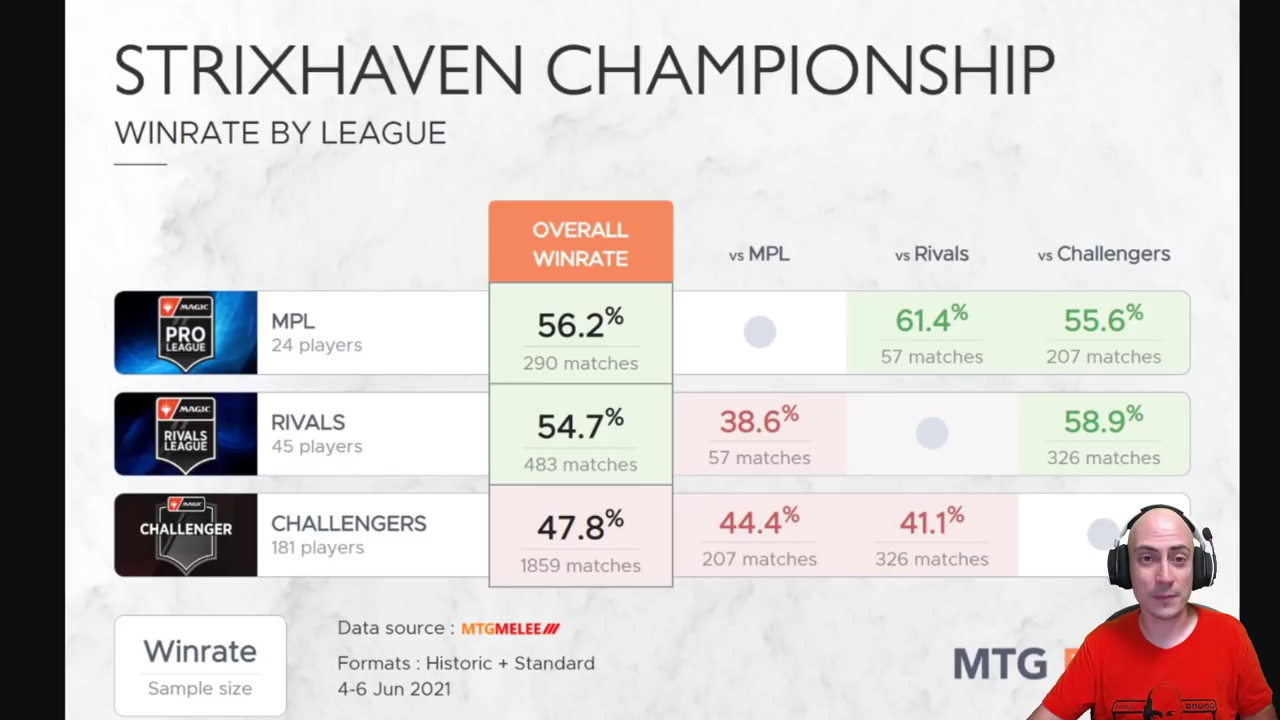 STRIXHAVEN CHAMPIONSHIP
WINRATE BY LEAGUE
OVERALL
WINRATE
vs MPL
vs Rivals
vs Challengers
MAGIC
PRO
LEAGUE
MPL
24 players
56.2%
290 matches
61.4%
57 matches
55.6%
207 matches
MAGIC
RIVALS
LEAGUE
RIVALS
45 players
54.7%
483 matches
38.6%
57 matches
58.9%
326 matches
MAGIC
CHALLENGER
CHALLENGERS
181 players
47.8%
1859 matches
44.4%
207 matches
41.1%
326 matches
Winrate
Sample size
Data source : MTGMELEE
Formats : Historic + Standard
4-6 Jun 2021
MTG